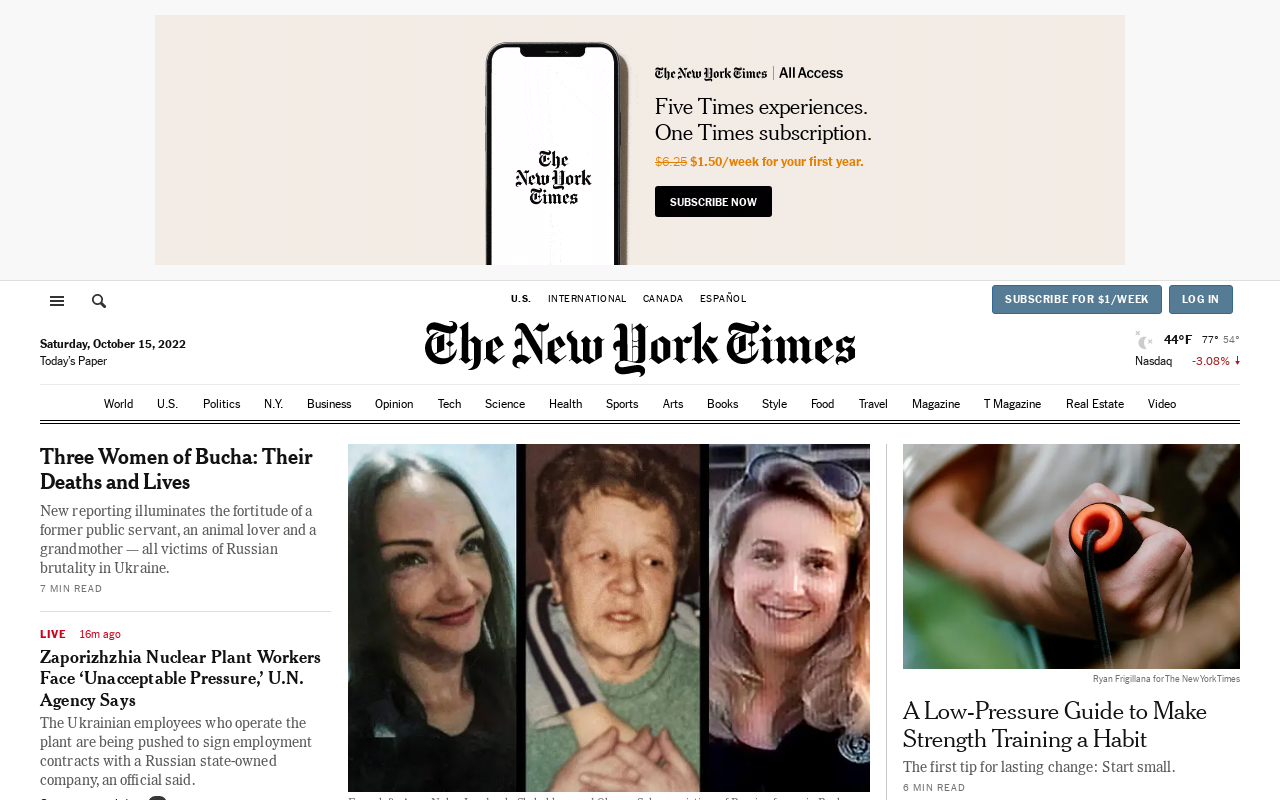 The New York Times
The New York Times | All Access
Five Times experiences.
One Times subscription.
$6.25 $1.50/week for your first year.
SUBSCRIBE NOW
U.S. INTERNATIONAL CANADA ESPAÑOL
SUBSCRIBE FOR $1/WEEK LOG IN
Saturday, October 15, 2022
Today's Paper
The New York Times
44°F 77° 54°
Nasdaq -3.08% ↓
World U.S. Politics N.Y. Business Opinion Tech Science Health Sports Arts Books Style Food Travel Magazine T Magazine Real Estate Video
Three Women of Bucha: Their
Deaths and Lives
New reporting illuminates the fortitude of a
former public servant, an animal lover and a
grandmother — all victims of Russian
brutality in Ukraine.
7 MIN READ
LIVE 16m ago
Zaporizhzhia Nuclear Plant Workers
Face ‘Unacceptable Pressure,’ U.N.
Agency Says
The Ukrainian employees who operate the
plant are being pushed to sign employment
contracts with a Russian state-owned
company, an official said.
Ryan Frigillana for The New York Times
A Low-Pressure Guide to Make
Strength Training a Habit
The first tip for lasting change: Start small.
6 MIN READ